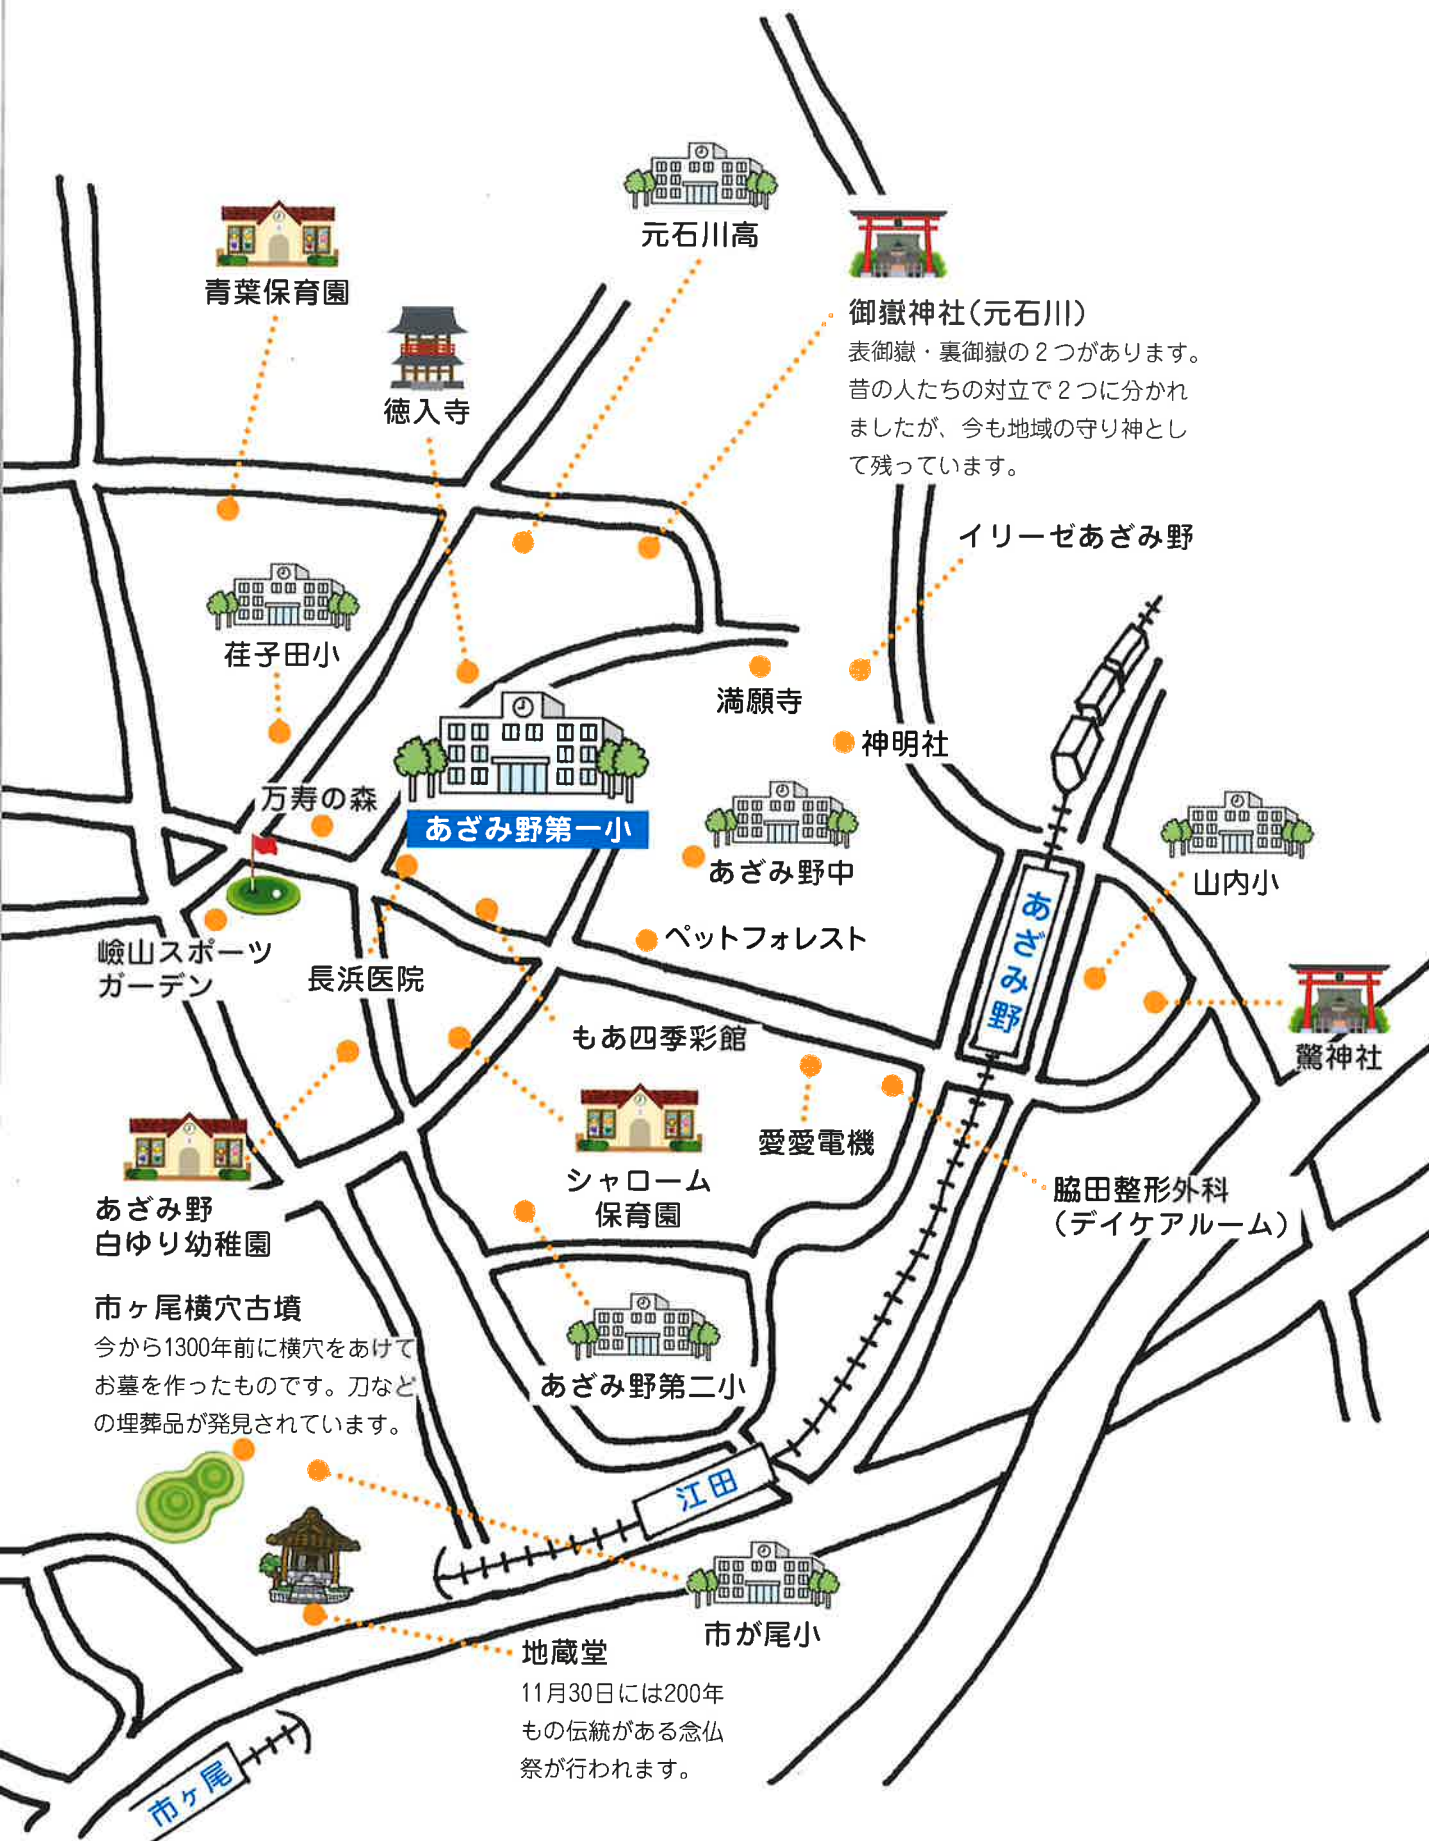 元石川高
青葉保育園
御嶽神社(元石川)
表御嶽・裏御嶽の2つがあります。
昔の人たちの対立で2つに分かれ
ましたが、今も地域の守り神とし
て残っています。
徳入寺
イリーゼあざみ野
荏子田小
満願寺
神明社
万寿の森
あざみ野第一小
あざみ野中
山内小
あざみ野
ペットフォレスト
嶮山スポーツ
ガーデン
長浜医院
もあ四季彩館
驚神社
愛愛電機
シャローム
保育園
脇田整形外科
(デイケアルーム)
あざみ野
白ゆり幼稚園
市ヶ尾横穴古墳
今から1300年前に横穴をあけて
お墓を作ったものです。刀など
の埋葬品が発見されています。
あざみ野第二小
江田
市が尾小
地蔵堂
11月30日には200年
もの伝統がある念仏
祭が行われます。
市ヶ尾